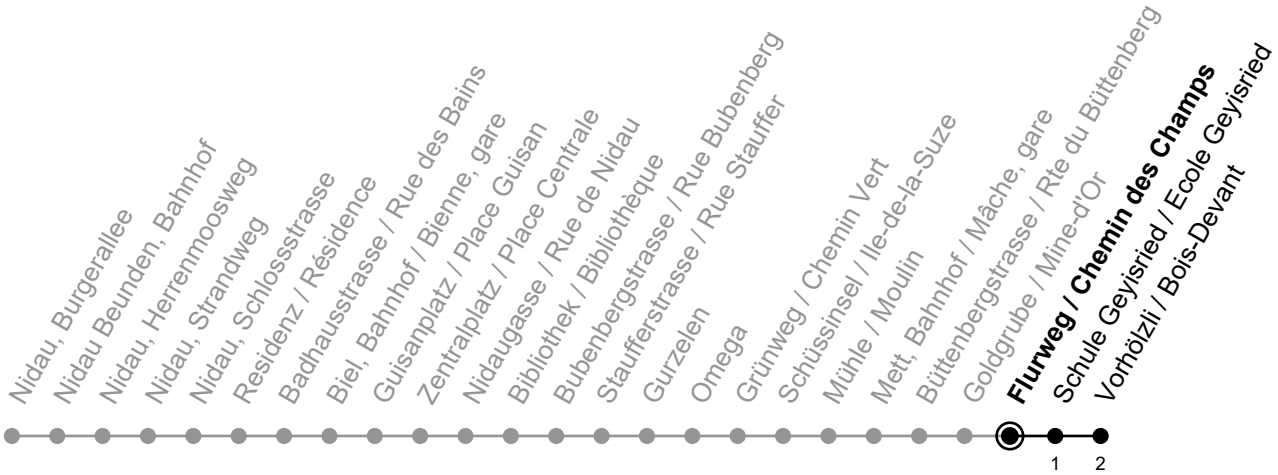 Nidau, Burgerallee
Nidau Beunden, Bahnhof
Nidau, Herrenmoosweg
Nidau, Strandweg
Nidau, Schlossstrasse
Residenz / Résidence
Badhausstrasse / Rue des Bains
Biel, Bahnhof / Bienne, gare
Guisanplatz / Place Guisan
Zentralplatz / Place Centrale
Nidaugasse / Rue de Nidau
Bibliothek / Bibliothèque
Bubenbergstrasse / Rue Bubenberg
Staufferstrasse / Rue Stauffer
Gurzelen
Omega
Grünweg / Chemin Vert
Schüssinsel / Ile-de-la-Suze
Mühle / Moulin
Mett, Bahnhof / Mâche, gare
Büttenbergstrasse / Rte du Büttenberg
Goldgrube / Mine-d'Or
Flurweg / Chemin des Champs
Schule Geyisried / Ecole Geyisried
Vorhölzli / Bois-Devant
1
2